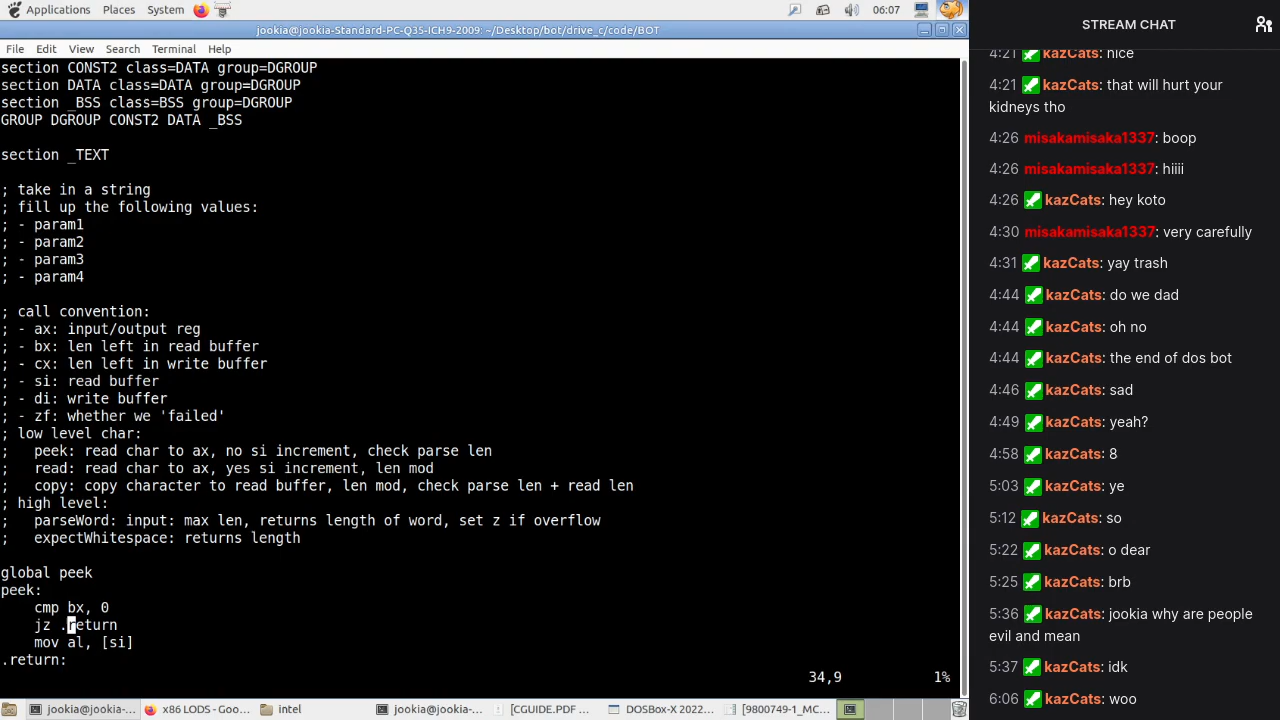 Applications Places System 06:07
jookia@jookia-Standard-PC-Q35-ICH9-2009: ~/Desktop/bot/drive_c/code/BOT
File Edit View Search Terminal Help
section CONST2 class=DATA group=DGROUP
section DATA class=DATA group=DGROUP
section _BSS class=BSS group=DGROUP
GROUP DGROUP CONST2 DATA _BSS
section _TEXT
; take in a string
; fill up the following values:
; - param1
; - param2
; - param3
; - param4
; call convention:
; - ax: input/output reg
; - bx: len left in read buffer
; - cx: len left in write buffer
; - si: read buffer
; - di: write buffer
; - zf: whether we 'failed'
; low level char:
;   peek: read char to ax, no si increment, check parse len
;   read: read char to ax, yes si increment, len mod
;   copy: copy character to read buffer, len mod, check parse len + read len
; high level:
;   parseWord: input: max len, returns length of word, set z if overflow
;   expectWhitespace: returns length
global peek
peek:
    cmp bx, 0
    jz .return
    mov al, [si]
.return:
34,9 1%
jookia@jookia-... x86 LODS - Goo... intel jookia@jookia-... [CGUIDE.PDF ... DOSBox-X 2022... [9800749-1_MC...
STREAM CHAT
4:21 kazCats: nice
4:21 kazCats: that will hurt your
kidneys tho
4:26 misakamisaka1337: boop
4:26 misakamisaka1337: hiiii
4:26 kazCats: hey koto
4:30 misakamisaka1337: very carefully
4:31 kazCats: yay trash
4:44 kazCats: do we dad
4:44 kazCats: oh no
4:44 kazCats: the end of dos bot
4:46 kazCats: sad
4:49 kazCats: yeah?
4:58 kazCats: 8
5:03 kazCats: ye
5:12 kazCats: so
5:22 kazCats: o dear
5:25 kazCats: brb
5:36 kazCats: jookia why are people
evil and mean
5:37 kazCats: idk
6:06 kazCats: woo